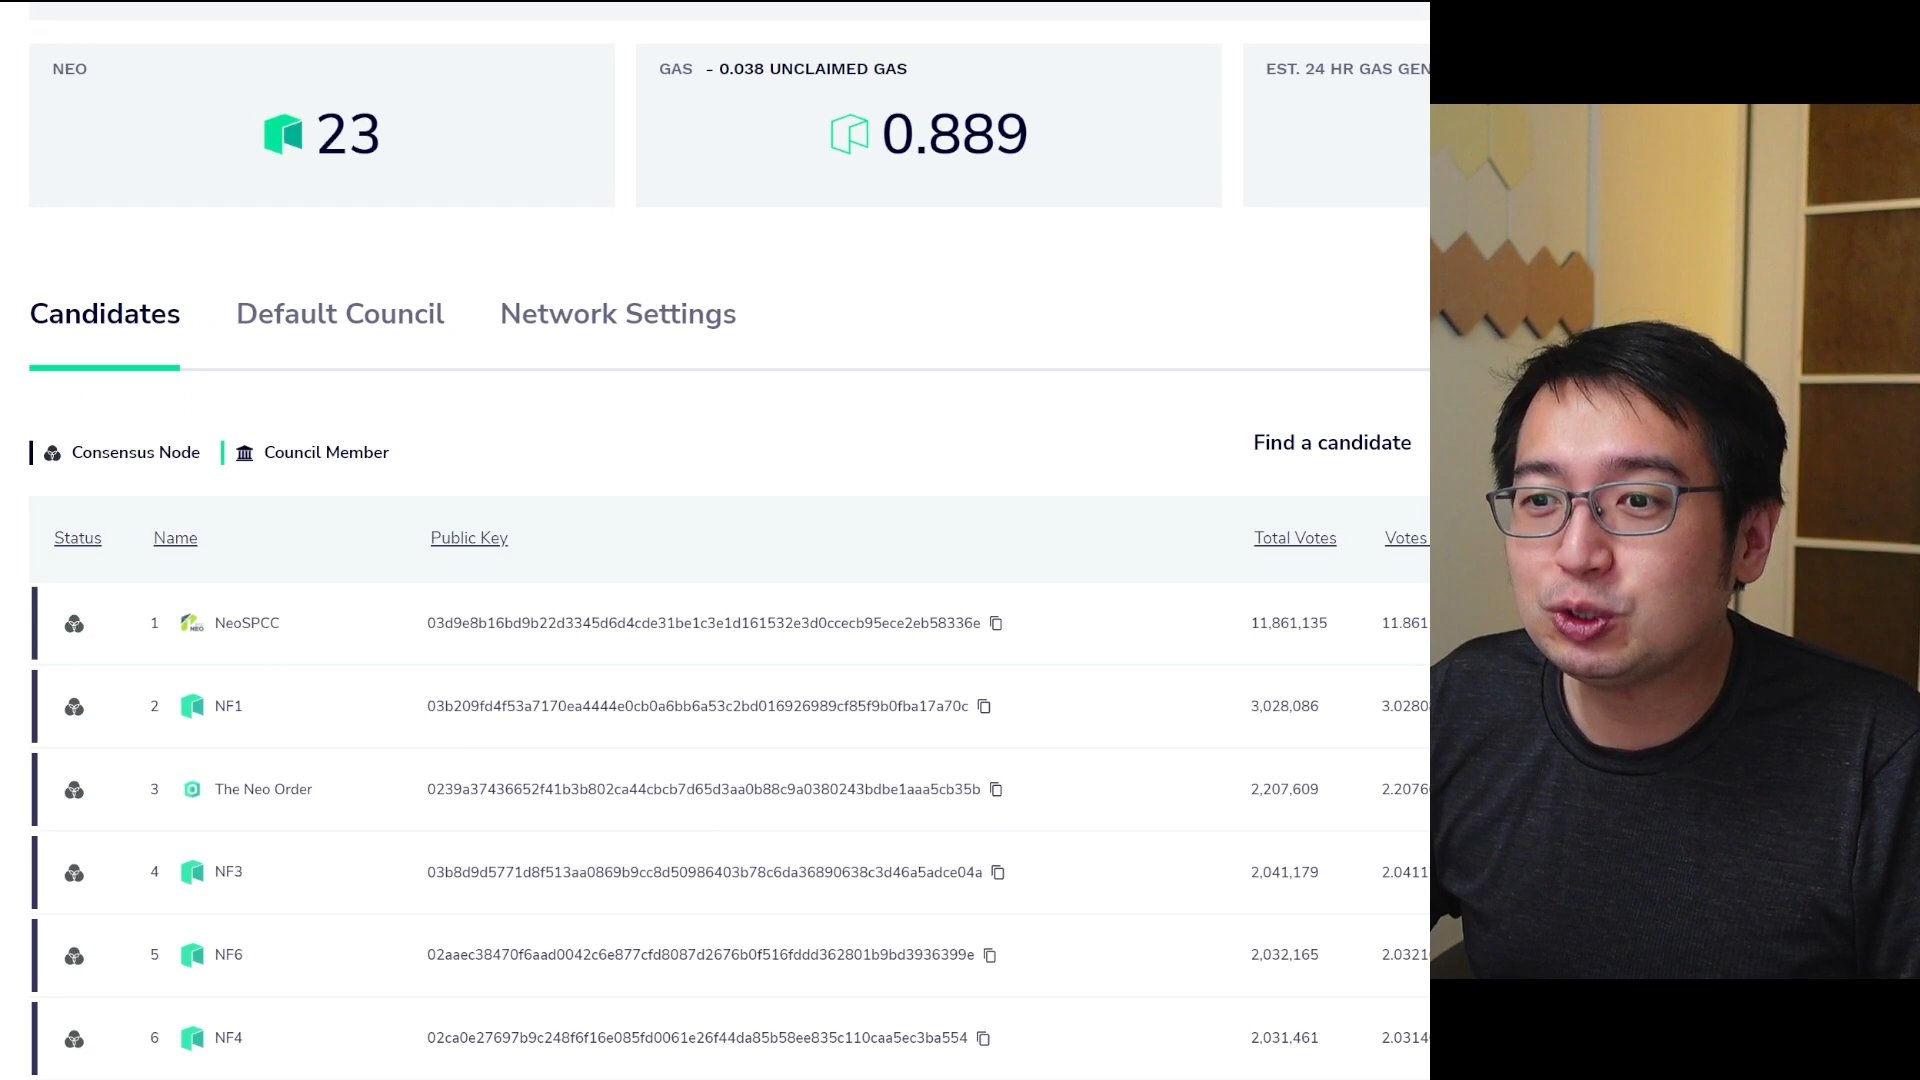 NEO
23
GAS - 0.038 UNCLAIMED GAS
0.889
EST. 24 HR GAS GEN
Candidates Default Council Network Settings
Consensus Node Council Member Find a candidate
Status Name Public Key Total Votes Votes
1 NeoSPCC 03d9e8b16bd9b22d3345d6d4cde31be1c3e1d161532e3d0ccecb95ece2eb58336e 11,861,135 11.861
2 NF1 03b209fd4f53a7170ea4444e0cb0a6bb6a53c2bd016926989cf85f9b0fba17a70c 3,028,086 3.0280
3 The Neo Order 0239a37436652f41b3b802ca44cbcb7d65d3aa0b88c9a0380243bdbe1aaa5cb35b 2,207,609 2.2076
4 NF3 03b8d9d5771d8f513aa0869b9cc8d50986403b78c6da36890638c3d46a5adce04a 2,041,179 2.0411
5 NF6 02aaec38470f6aad0042c6e877cfd8087d2676b0f516fddd362801b9bd3936399e 2,032,165 2.0321
6 NF4 02ca0e27697b9c248f6f16e085fd0061e26f44da85b58ee835c110caa5ec3ba554 2,031,461 2.0314